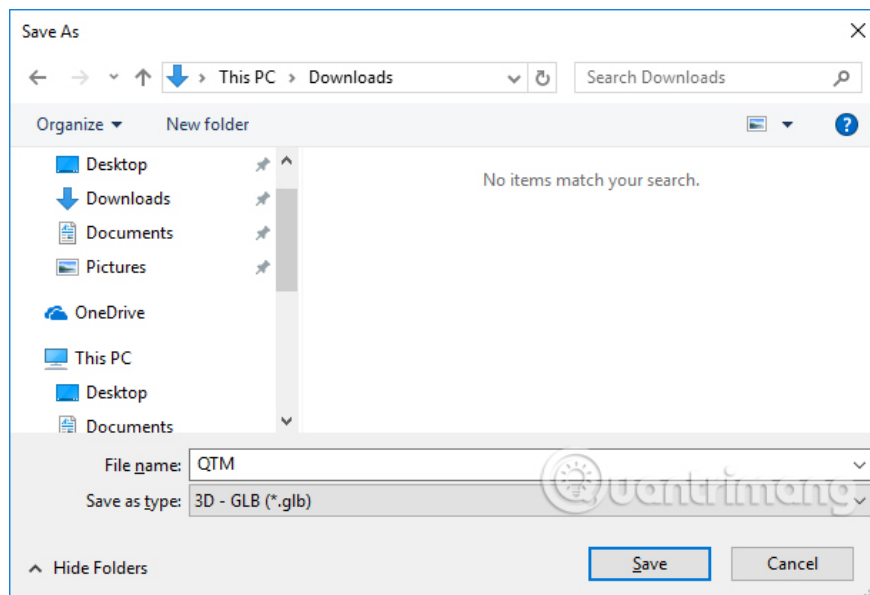 Save As
This PC > Downloads
Search Downloads
Organize
New folder
Desktop
Downloads
Documents
Pictures
OneDrive
This PC
Desktop
Documents
No items match your search.
File name: QTM
Save as type: 3D - GLB (*.glb)
Quantrimang
Hide Folders
Save
Cancel